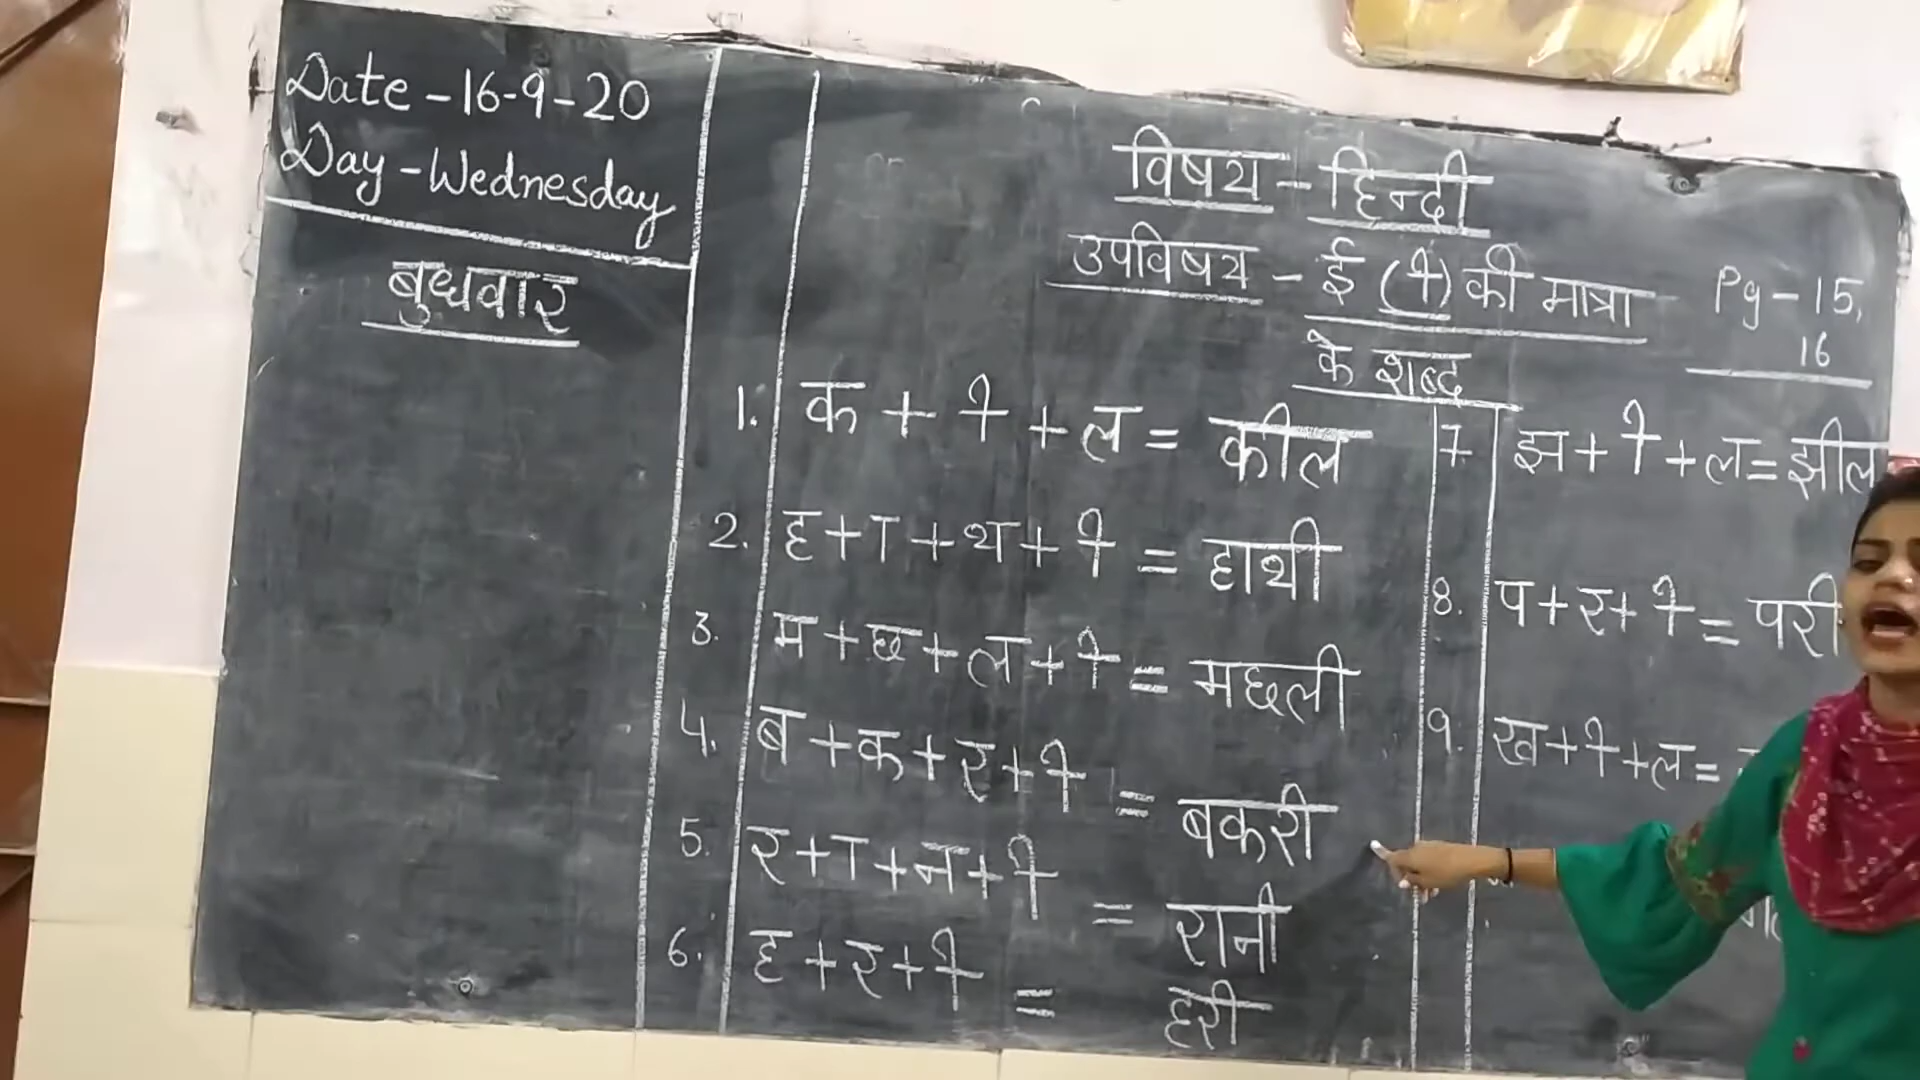 Date - 16-9-20
Day - Wednesday
बुधवार
विषय - हिन्दी
उपविषय - ई (ी) की मात्रा
के शब्द
Pg - 15,
16
1. क + ी + ल = कील
2. ह + ा + थ + ी = हाथी
3. म + छ + ल + ी = मछली
4. ब + क + र + ी = बकरी
5. र + ा + न + ी = रानी
6. ह + र + ी = हरी
7. झ + ी + ल = झील
8. प + र + ी = परी
9. ख + ी + ल =